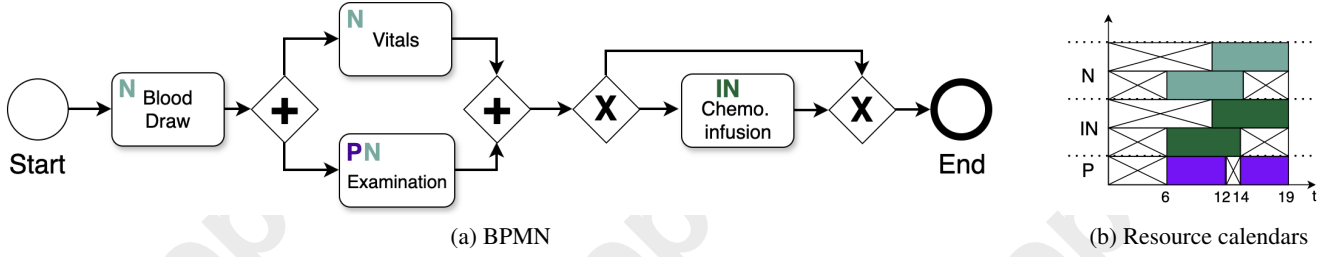 Start
N
Blood
Draw
+
N
Vitals
PN
Examination
+
X
IN
Chemo.
infusion
X
End
(a) BPMN
N
IN
P
6
12 14
19
t
(b) Resource calendars